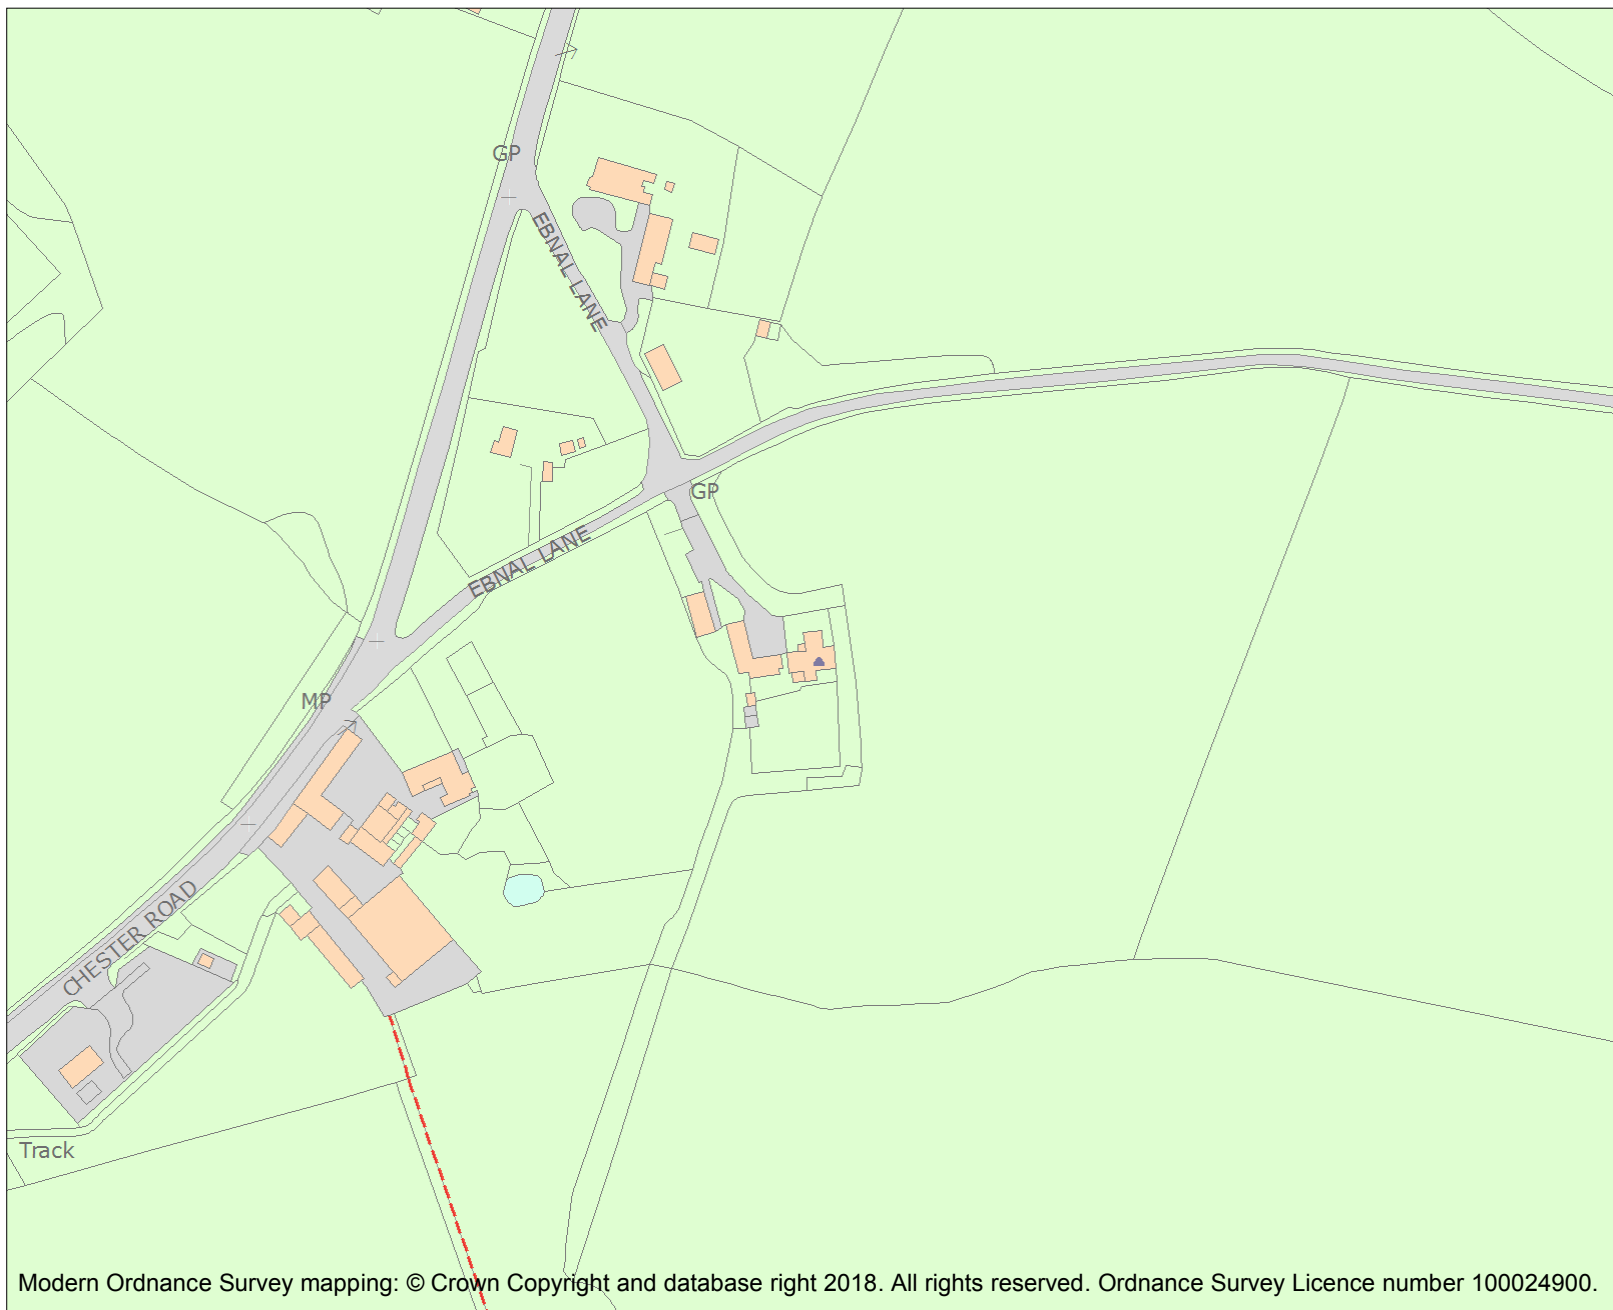 GP
EBNAL LANE
GP
EBNAL LANE
MP
CHESTER ROAD
Track
Modern Ordnance Survey mapping: © Crown Copyright and database right 2018. All rights reserved. Ordnance Survey Licence number 100024900.